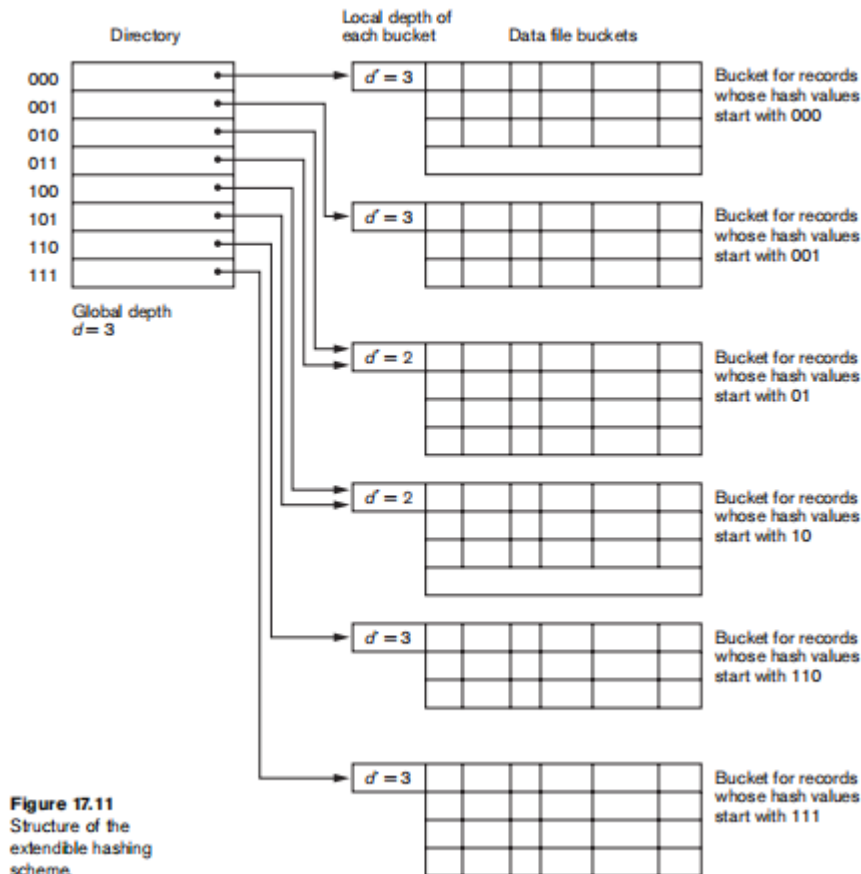 Directory
Local depth of
each bucket
Data file buckets
000
001
010
011
100
101
110
111
Global depth
d = 3
d′ = 3
Bucket for records
whose hash values
start with 000
d′ = 3
Bucket for records
whose hash values
start with 001
d′ = 2
Bucket for records
whose hash values
start with 01
d′ = 2
Bucket for records
whose hash values
start with 10
d′ = 3
Bucket for records
whose hash values
start with 110
d′ = 3
Bucket for records
whose hash values
start with 111
Figure 17.11
Structure of the
extendible hashing
scheme.